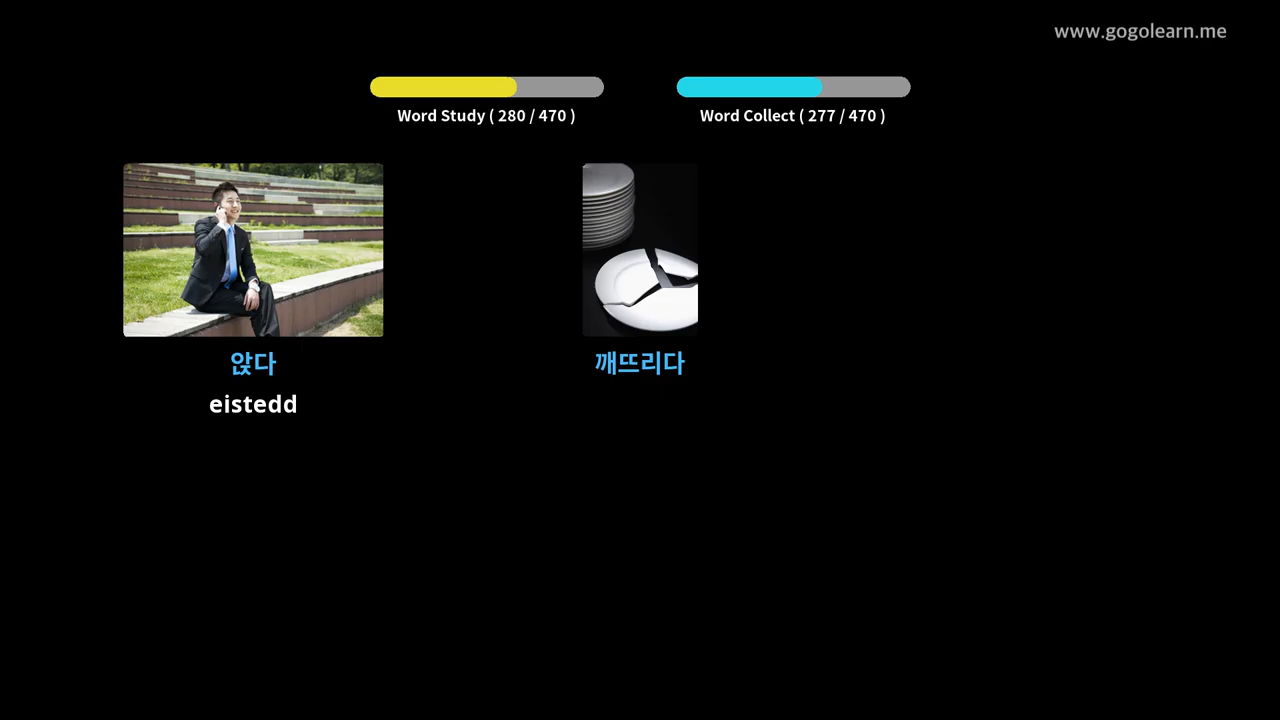 www.gogolearn.me
Word Study ( 280 / 470 )
Word Collect ( 277 / 470 )
앉다
깨뜨리다
eistedd